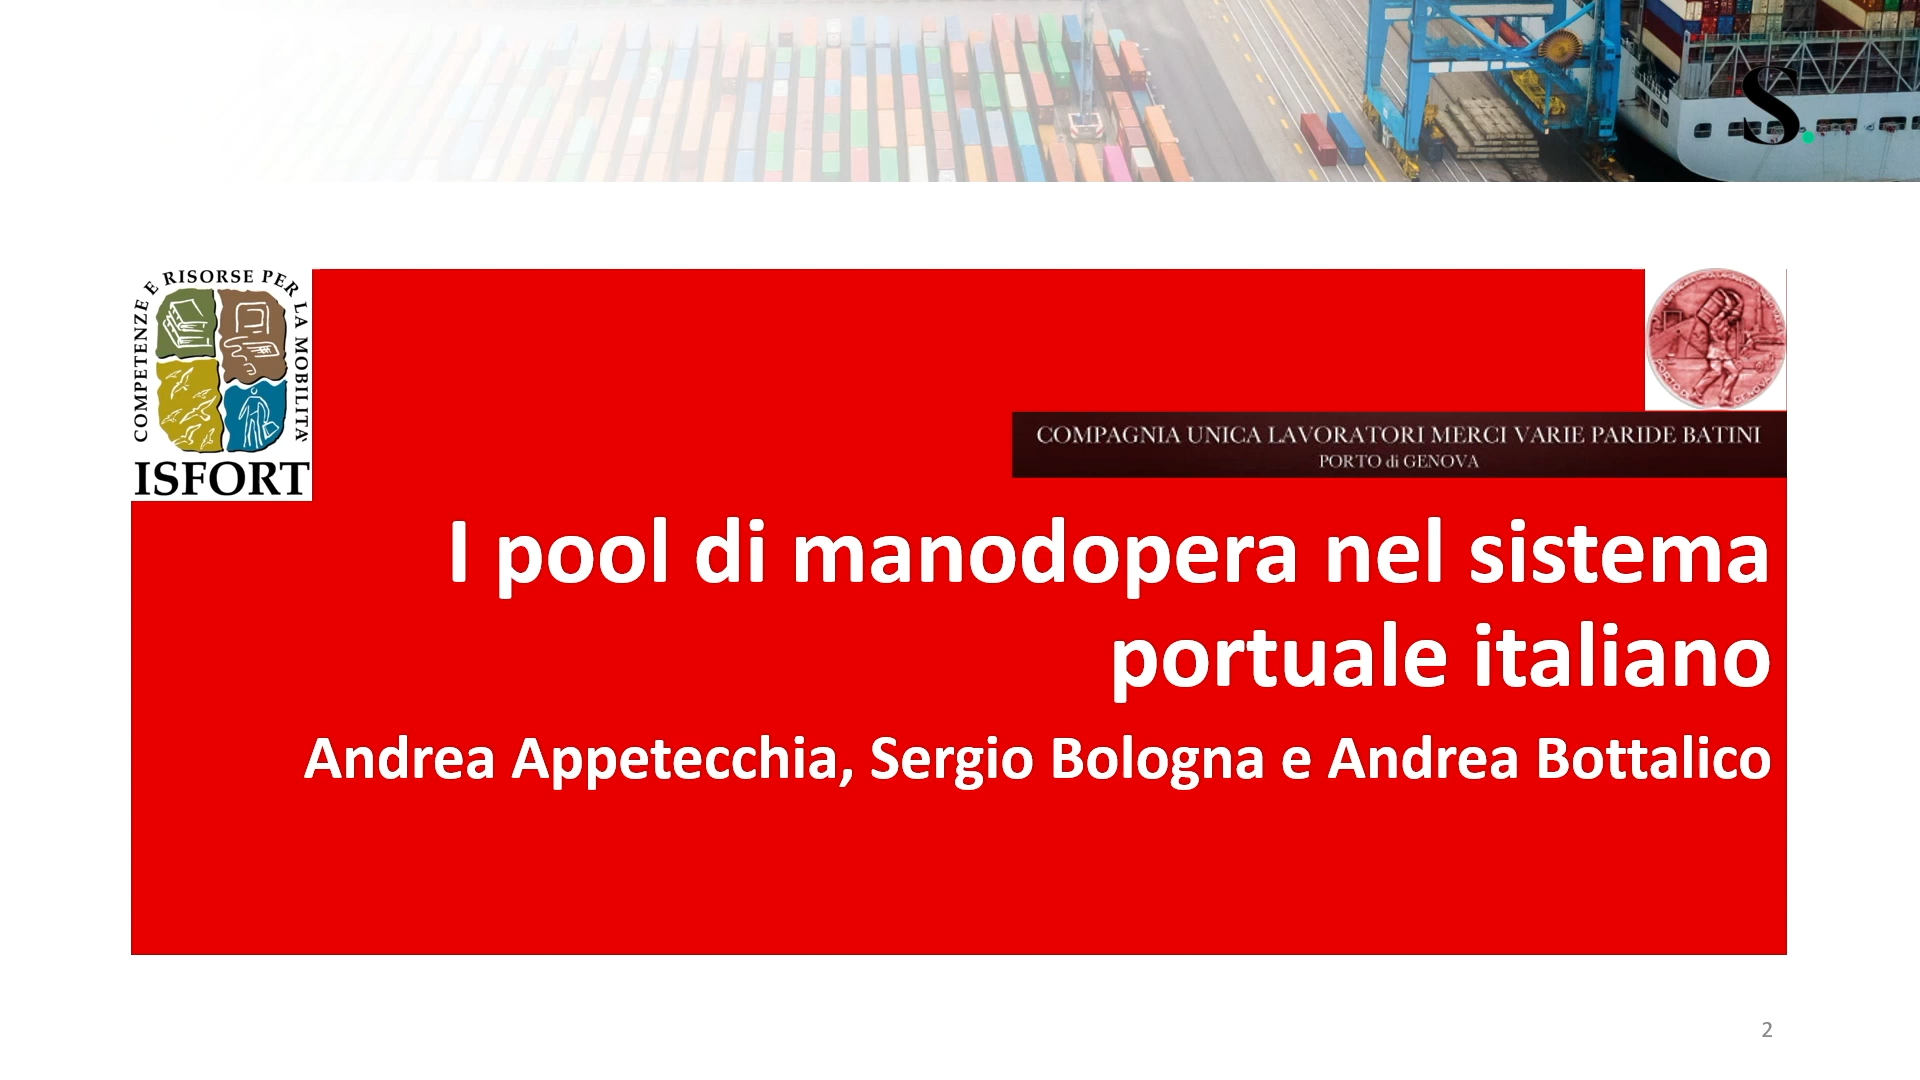 S.
COMPETENZE E RISORSE PER LA MOBILITA'
ISFORT
COMPAGNIA UNICA LAVORATORI MERCI VARIE PARIDE BATINI
PORTO di GENOVA
I pool di manodopera nel sistema
portuale italiano
Andrea Appetecchia, Sergio Bologna e Andrea Bottalico
2